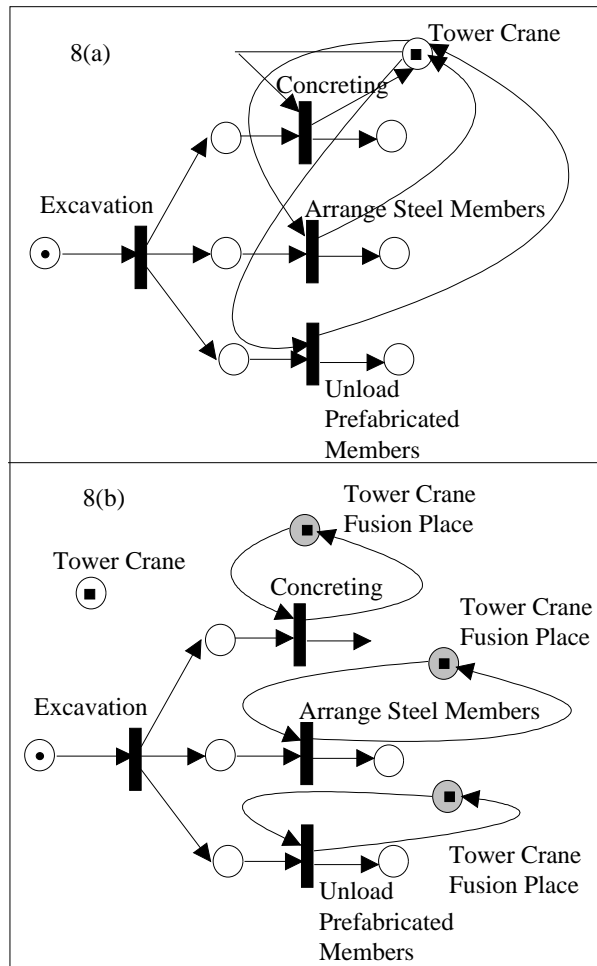 8(a)
Tower Crane
Concreting
Excavation
Arrange Steel Members
Unload
Prefabricated
Members
8(b)
Tower Crane
Fusion Place
Tower Crane
Concreting
Tower Crane
Fusion Place
Excavation
Arrange Steel Members
Tower Crane
Fusion Place
Unload
Prefabricated
Members